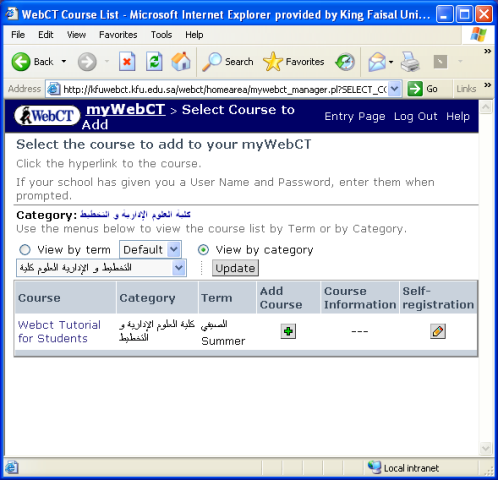 WebCT Course List - Microsoft Internet Explorer provided by King Faisal Uni...
File Edit View Favorites Tools Help
Back Search Favorites
Address http://kfuwebct.kfu.edu.sa/webct/homearea/mywebct_manager.pl?SELECT_C Go Links »
WebCT myWebCT > Select Course to Add Entry Page Log Out Help
Select the course to add to your myWebCT
Click the hyperlink to the course.
If your school has given you a User Name and Password, enter them when
prompted.
Category: كلية العلوم الإدارية و التخطيط
Use the menus below to view the course list by Term or by Category.
View by term Default View by category
التخطيط و الإدارية العلوم كلية Update
Course Category Term Add Course Course Information Self-registration
Webct Tutorial for Students كلية العلوم الإدارية و التخطيط الصيفي Summer ---
Local intranet